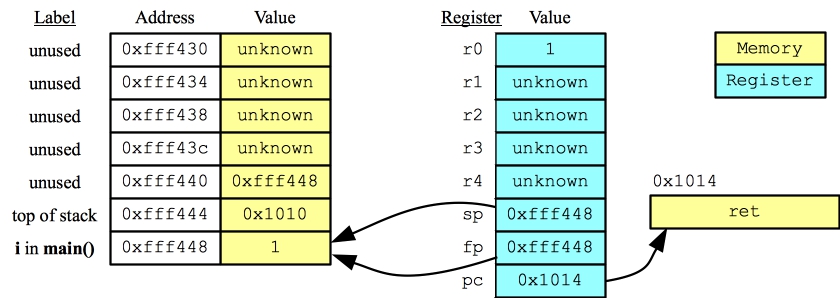 Label Address Value Register Value
unused 0xfff430 unknown r0 1 Memory
unused 0xfff434 unknown r1 unknown Register
unused 0xfff438 unknown r2 unknown
unused 0xfff43c unknown r3 unknown
unused 0xfff440 0xfff448 r4 unknown 0x1014
top of stack 0xfff444 0x1010 sp 0xfff448 ret
i in main() 0xfff448 1 fp 0xfff448
pc 0x1014